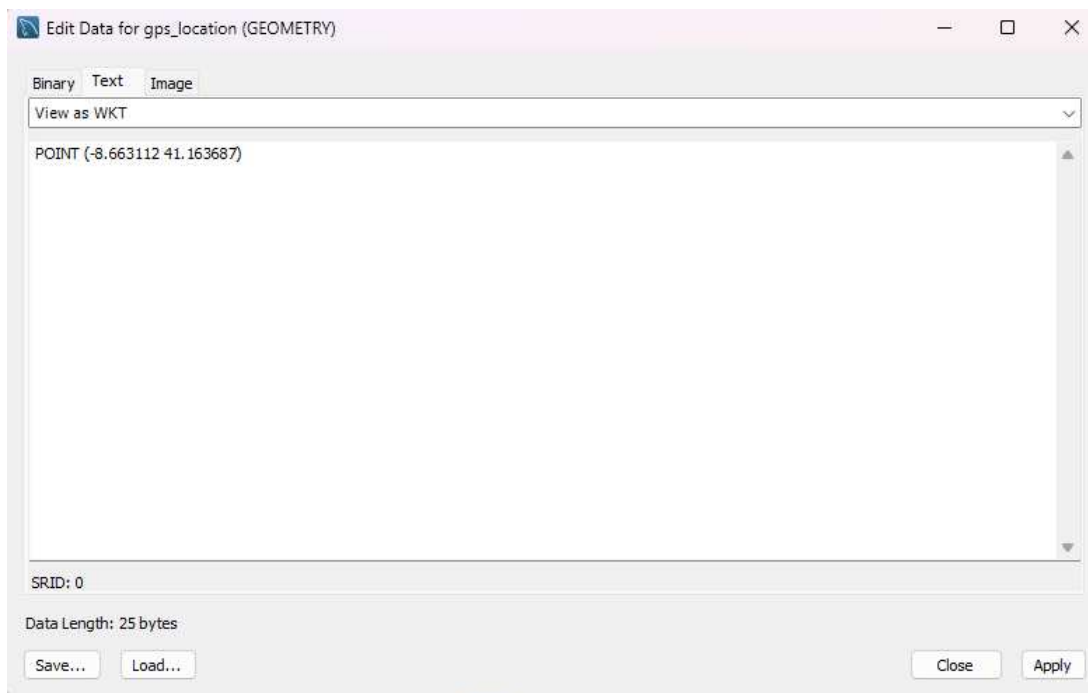 Edit Data for gps_location (GEOMETRY)
Binary Text Image
View as WKT
POINT (-8.663112 41.163687)
SRID: 0
Data Length: 25 bytes
Save... Load... Close Apply